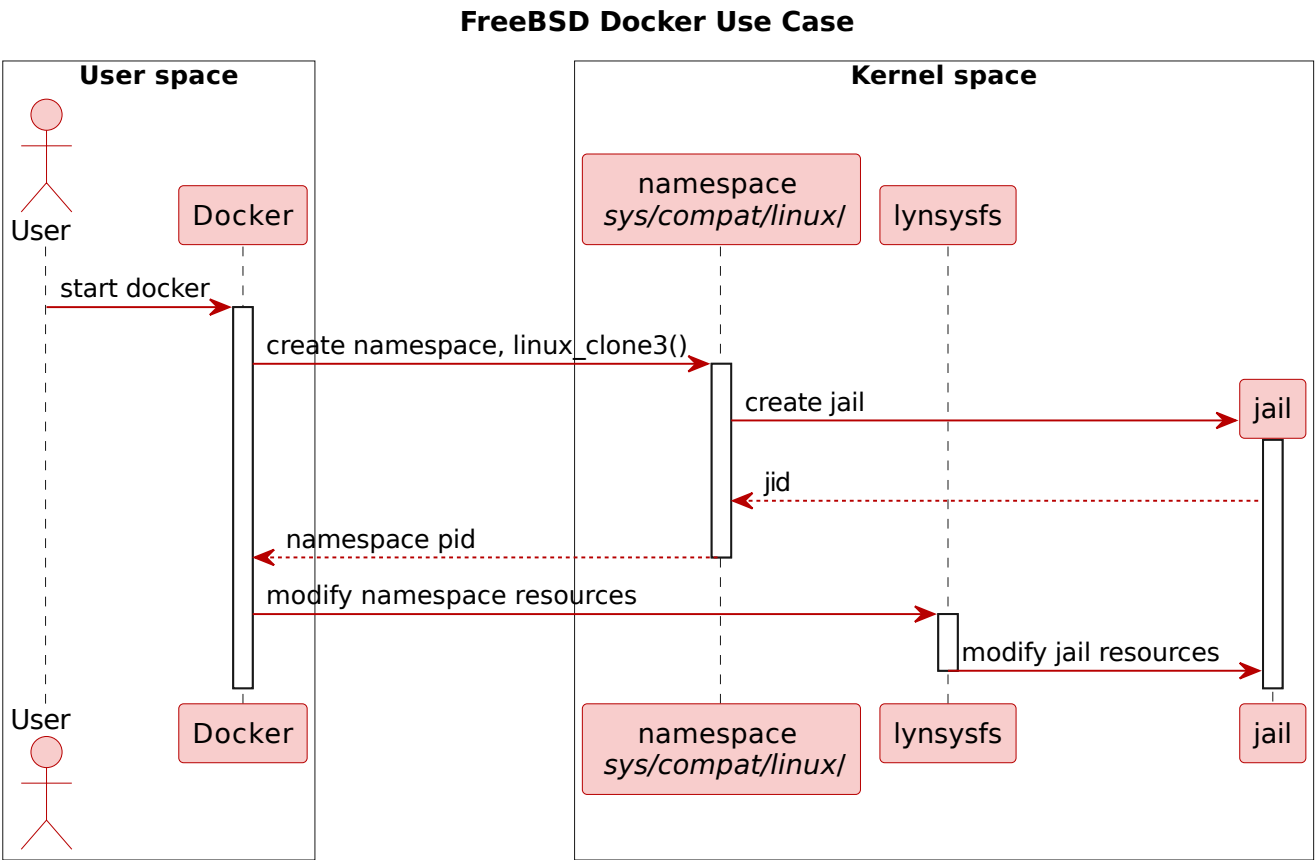 FreeBSD Docker Use Case
User space
Kernel space
User
Docker
namespace
sys/compat/linux/
lynsysfs
start docker
create namespace, linux_clone3()
create jail
jail
jid
namespace pid
modify namespace resources
modify jail resources
User
Docker
namespace
sys/compat/linux/
lynsysfs
jail